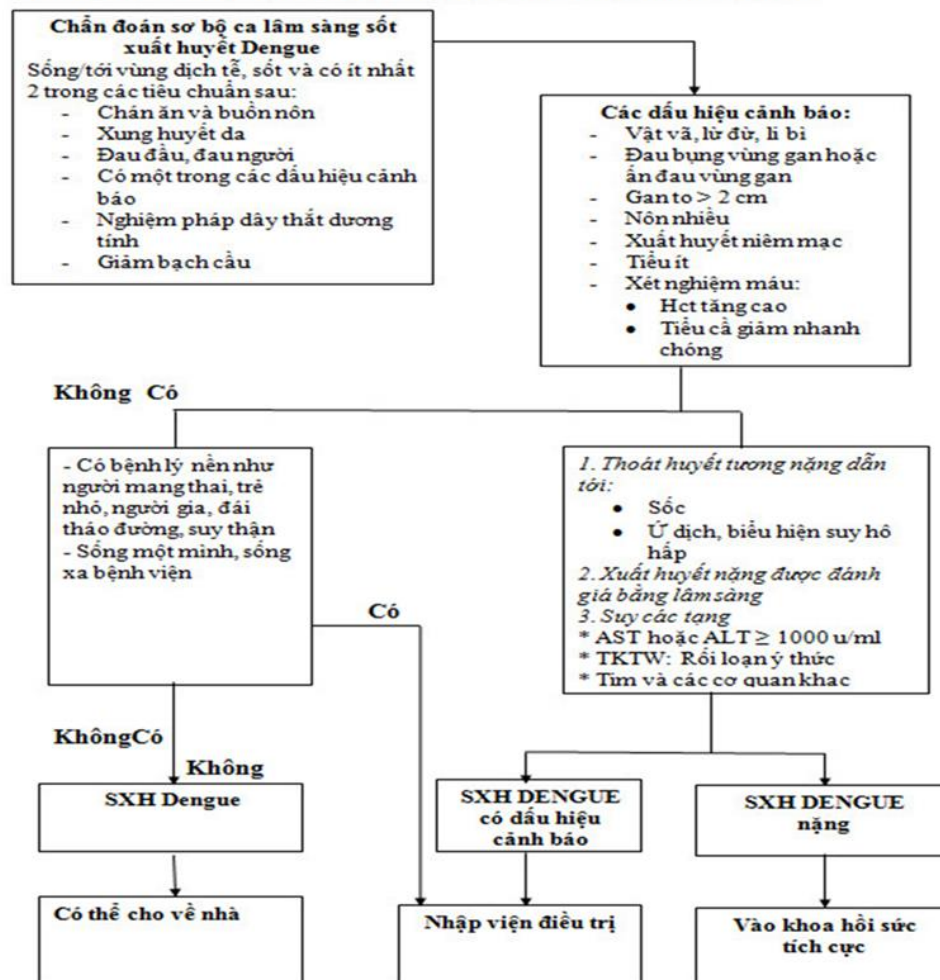 Chẩn đoán sơ bộ ca lâm sàng sốt
xuất huyết Dengue
Sống/tới vùng dịch tễ, sốt và có ít nhất
2 trong các tiêu chuẩn sau:
- Chán ăn và buồn nôn
- Xung huyết da
- Đau đầu, đau người
- Có một trong các dấu hiệu cảnh
báo
- Nghiệm pháp dây thắt dương
tính
- Giảm bạch cầu
Các dấu hiệu cảnh báo:
- Vật vã, lừ đừ, li bì
- Đau bụng vùng gan hoặc
ấn đau vùng gan
- Gan to > 2 cm
- Nôn nhiều
- Xuất huyết niêm mạc
- Tiểu ít
- Xét nghiệm máu:
• Hct tăng cao
• Tiểu cầ giảm nhanh
chóng
Không Có
- Có bệnh lý nền như
người mang thai, trẻ
nhỏ, người gia, đái
tháo đường, suy thận
- Sống một mình, sống
xa bệnh viện
1. Thoát huyết tương nặng dẫn
tới:
• Sốc
• Ứ dịch, biểu hiện suy hô
hấp
2. Xuất huyết nặng được đánh
giá bằng lâm sàng
3. Suy các tạng
* AST hoặc ALT ≥ 1000 u/ml
* TKTW: Rối loạn ý thức
* Tim và các cơ quan khac
Có
KhôngCó
Không
SXH Dengue
SXH DENGUE
có dấu hiệu
cảnh báo
SXH DENGUE
nặng
Có thể cho về nhà
Nhập viện điều trị
Vào khoa hồi sức
tích cực